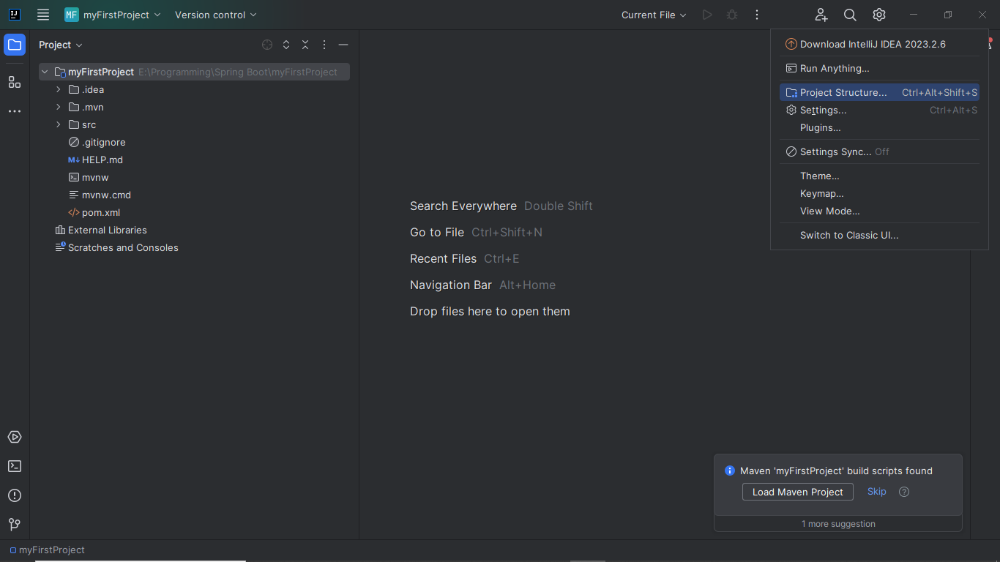 MF myFirstProject Version control Current File
Project
myFirstProject E:\Programming\Spring Boot\myFirstProject
.idea
.mvn
src
.gitignore
M↓ HELP.md
mvnw
mvnw.cmd
</> pom.xml
External Libraries
Scratches and Consoles
Search Everywhere Double Shift
Go to File Ctrl+Shift+N
Recent Files Ctrl+E
Navigation Bar Alt+Home
Drop files here to open them
Download IntelliJ IDEA 2023.2.6
Run Anything...
Project Structure... Ctrl+Alt+Shift+S
Settings... Ctrl+Alt+S
Plugins...
Settings Sync... Off
Theme...
Keymap...
View Mode...
Switch to Classic UI...
Maven 'myFirstProject' build scripts found
Load Maven Project Skip ?
1 more suggestion
myFirstProject